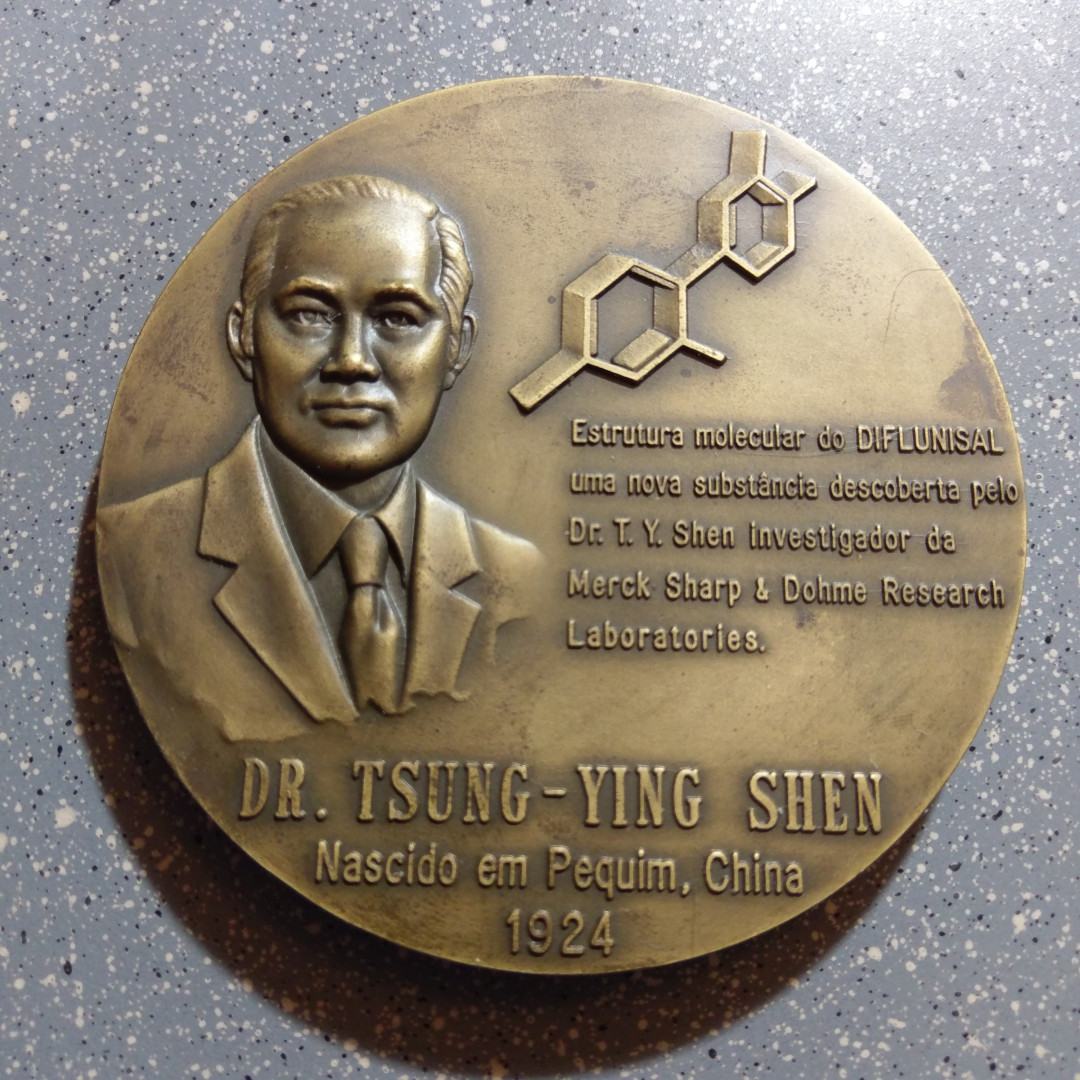 Estrutura molecular do DIFLUNISAL
uma nova substância descoberta pelo
Dr. T. Y. Shen investigador da
Merck Sharp & Dohme Research
Laboratories.
DR. TSUNG-YING SHEN
Nascido em Pequim, China
1924